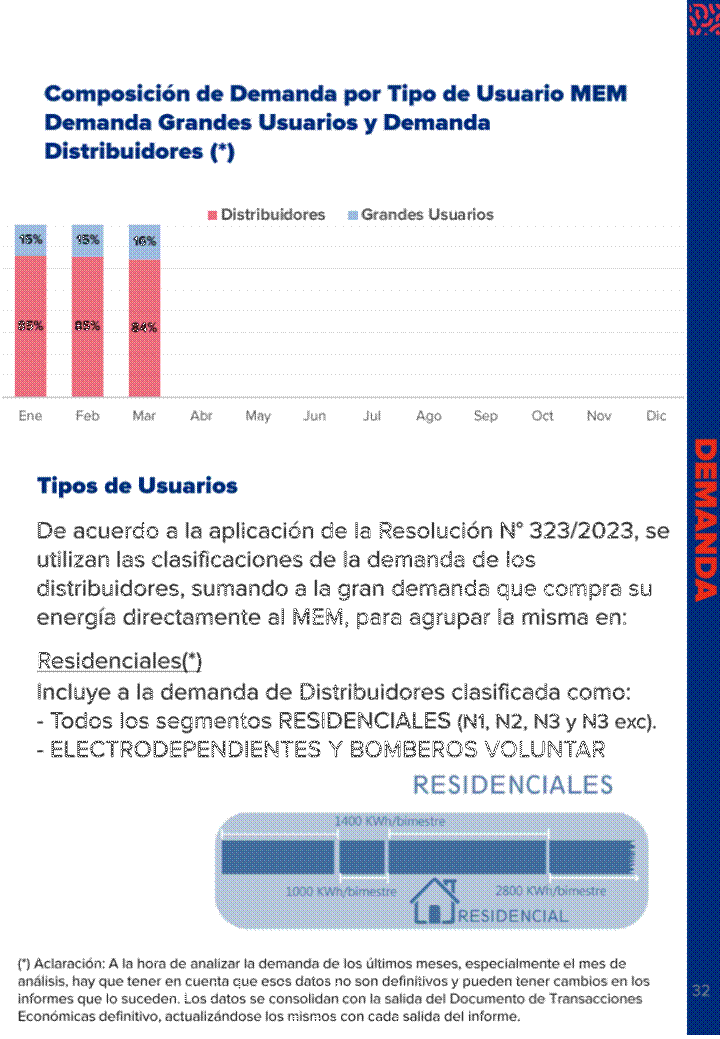 Composición de Demanda por Tipo de Usuario MEM
Demanda Grandes Usuarios y Demanda
Distribuidores (*)
Distribuidores Grandes Usuarios
15% 15% 16%
85% 85% 84%
Ene Feb Mar Abr May Jun Jul Ago Sep Oct Nov Dic
DEMANDA
Tipos de Usuarios
De acuerdo a la aplicación de la Resolución N° 323/2023, se
utilizan las clasificaciones de la demanda de los
distribuidores, sumando a la gran demanda que compra su
energía directamente al MEM, para agrupar la misma en:
Residenciales(*)
Incluye a la demanda de Distribuidores clasificada como:
- Todos los segmentos RESIDENCIALES (N1, N2, N3 y N3 exc).
- ELECTRODEPENDIENTES Y BOMBEROS VOLUNTAR
RESIDENCIALES
1400 KWh/bimestre
1000 KWh/bimestre 2800 KWh/bimestre
RESIDENCIAL
(*) Aclaración: A la hora de analizar la demanda de los últimos meses, especialmente el mes de
análisis, hay que tener en cuenta que esos datos no son definitivos y pueden tener cambios en los
informes que lo suceden. Los datos se consolidan con la salida del Documento de Transacciones
Económicas definitivo, actualizándose los mismos con cada salida del informe.
32